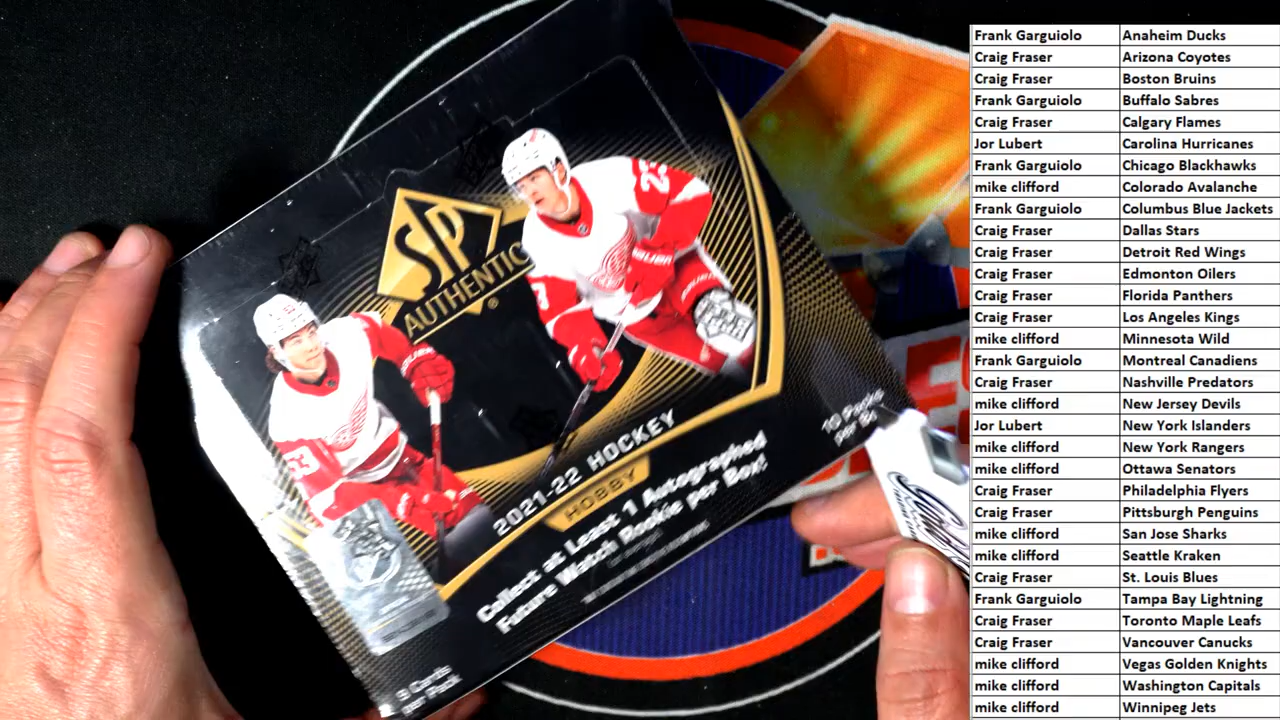 SP
AUTHENTIC
23
53
2021-22 HOCKEY
HOBBY
Collect at Least 1 Autographed
Future Watch Rookie per Box!
10 Packs
per
8 Cards
per Pack
Frank Garguiolo Anaheim Ducks
Craig Fraser Arizona Coyotes
Craig Fraser Boston Bruins
Frank Garguiolo Buffalo Sabres
Craig Fraser Calgary Flames
Jor Lubert Carolina Hurricanes
Frank Garguiolo Chicago Blackhawks
mike clifford Colorado Avalanche
Frank Garguiolo Columbus Blue Jackets
Craig Fraser Dallas Stars
Craig Fraser Detroit Red Wings
Craig Fraser Edmonton Oilers
Craig Fraser Florida Panthers
Craig Fraser Los Angeles Kings
mike clifford Minnesota Wild
Frank Garguiolo Montreal Canadiens
Craig Fraser Nashville Predators
mike clifford New Jersey Devils
Jor Lubert New York Islanders
mike clifford New York Rangers
mike clifford Ottawa Senators
Craig Fraser Philadelphia Flyers
Craig Fraser Pittsburgh Penguins
mike clifford San Jose Sharks
mike clifford Seattle Kraken
Craig Fraser St. Louis Blues
Frank Garguiolo Tampa Bay Lightning
Craig Fraser Toronto Maple Leafs
Craig Fraser Vancouver Canucks
mike clifford Vegas Golden Knights
mike clifford Washington Capitals
mike clifford Winnipeg Jets